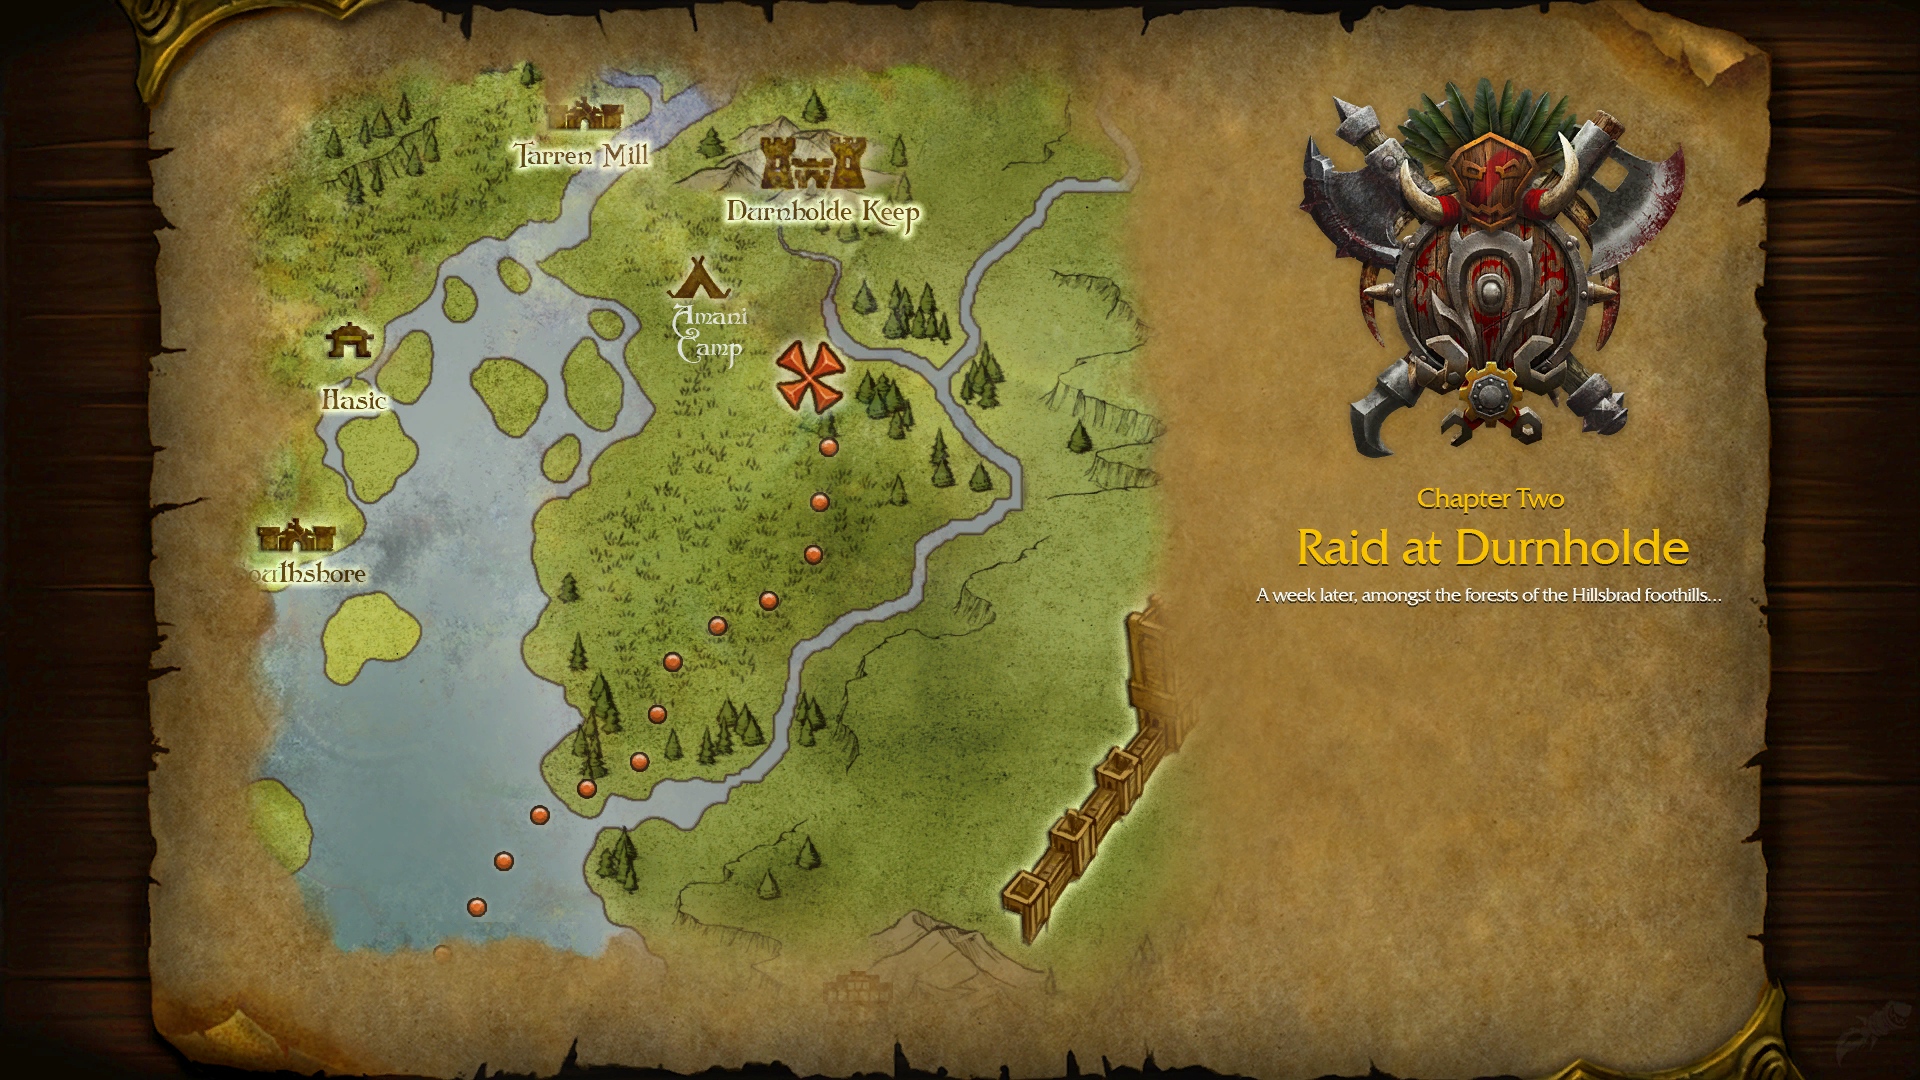 Tarren Mill
Durnholde Keep
Amani
Camp
Hasic
outhshore
Chapter Two
Raid at Durnholde
A week later, amongst the forests of the Hillsbrad foothills...